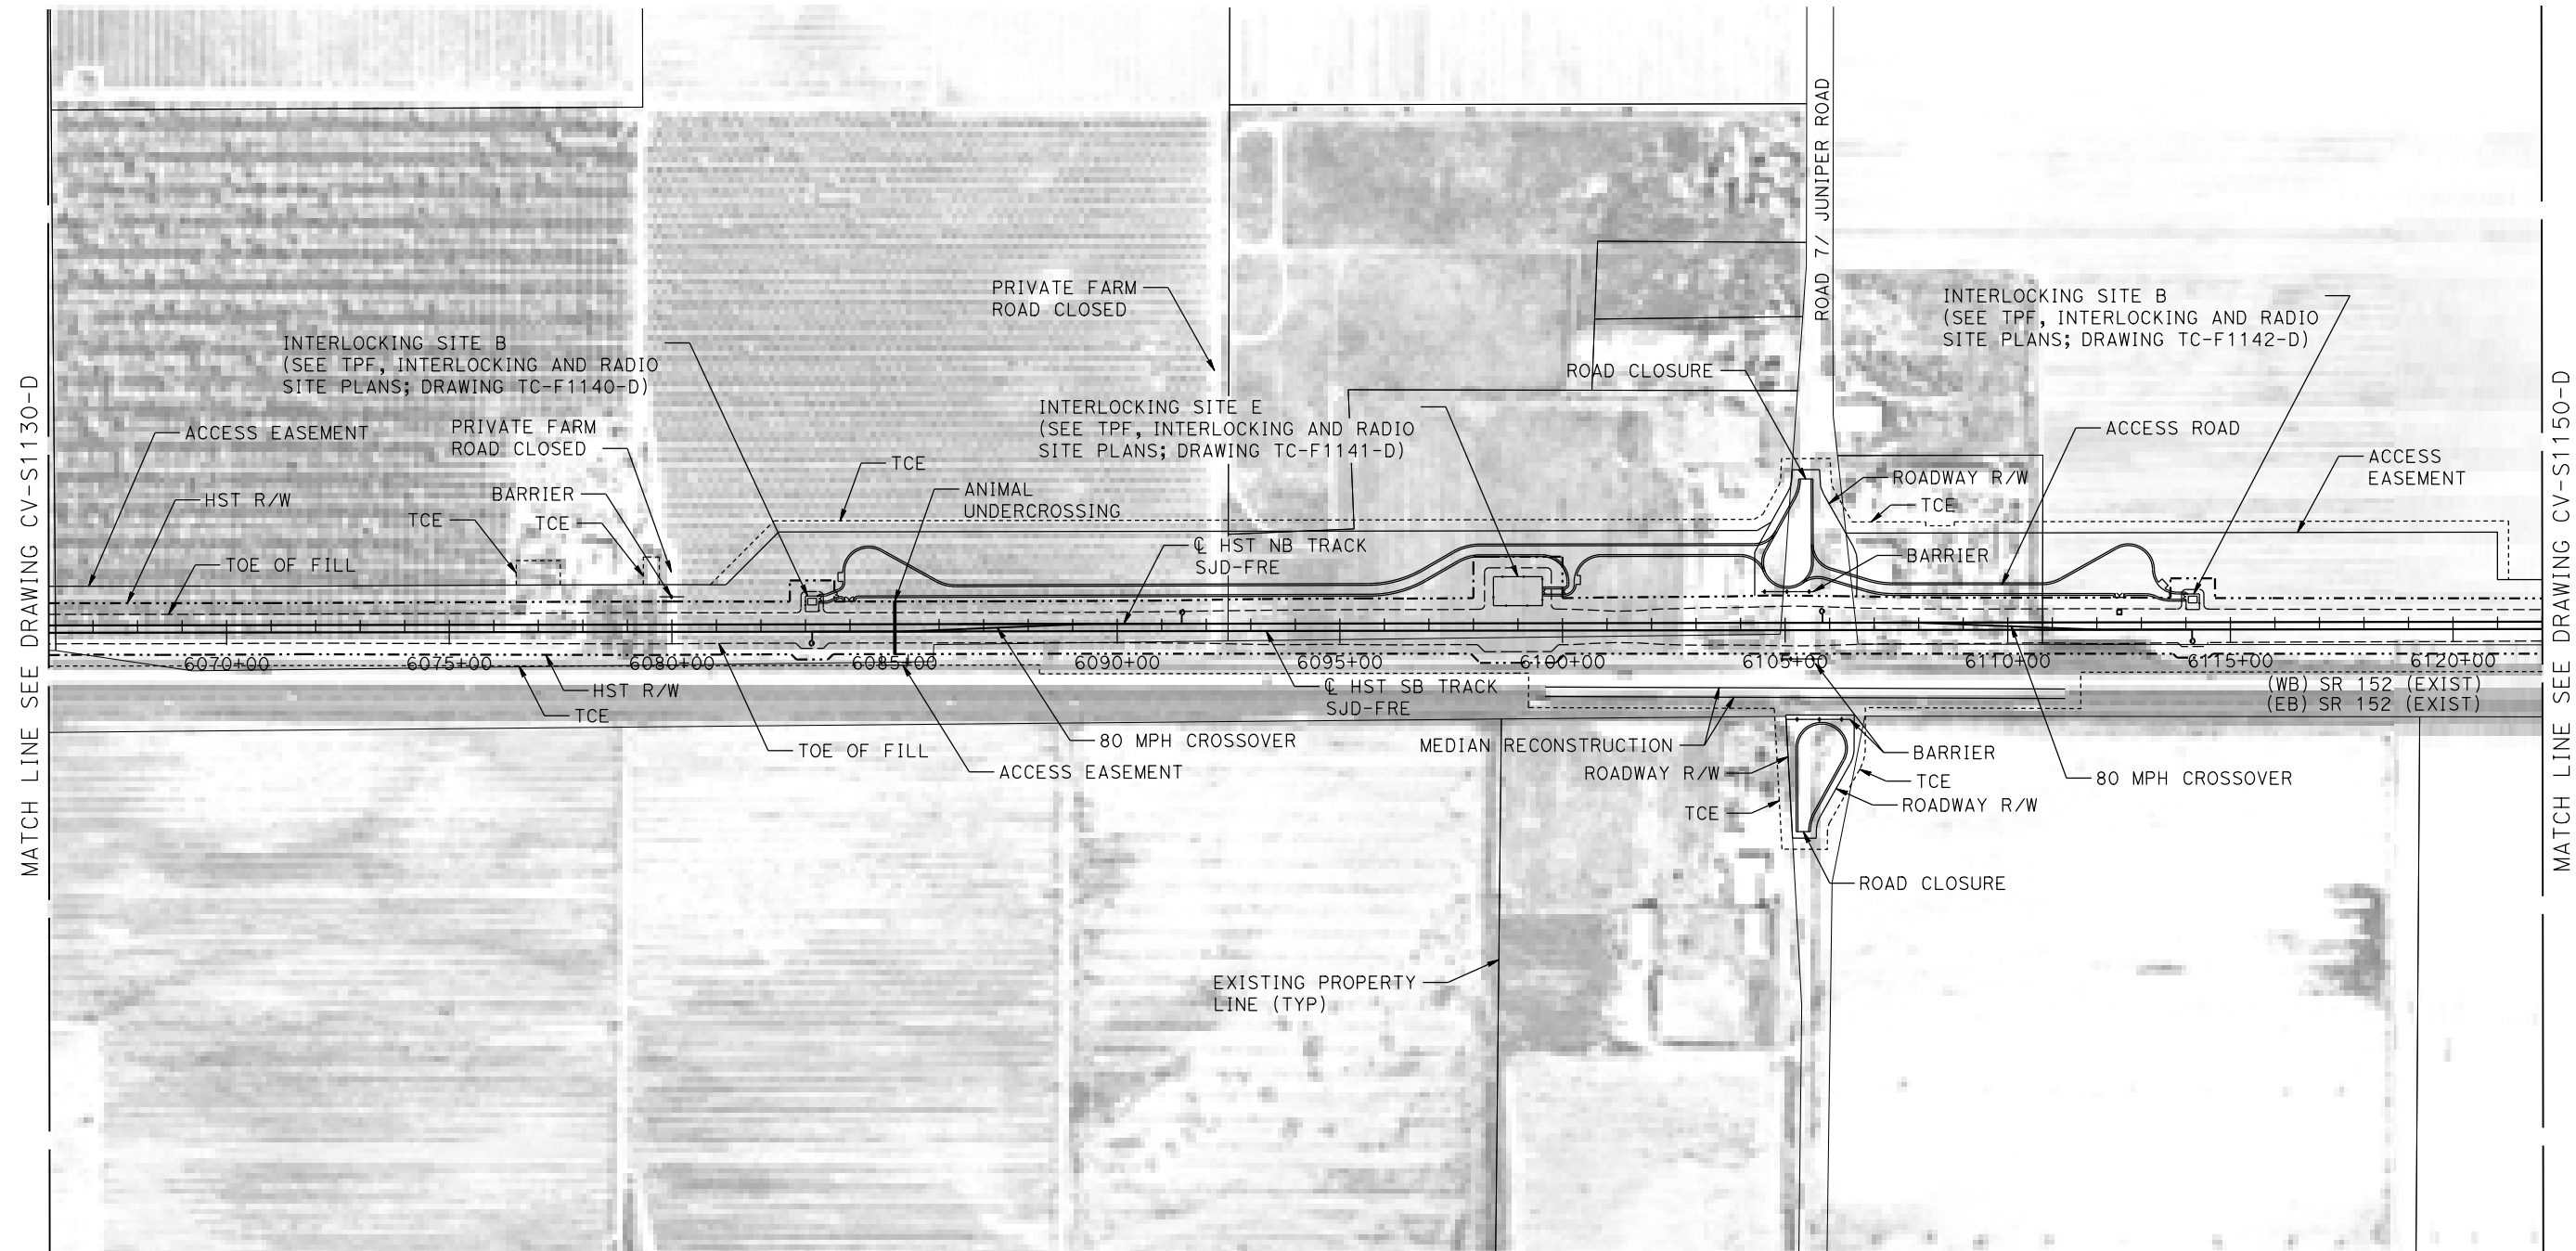 MATCH LINE SEE DRAWING CV-S1130-D
ROAD 7/ JUNIPER ROAD
PRIVATE FARM
ROAD CLOSED
INTERLOCKING SITE B
(SEE TPF, INTERLOCKING AND RADIO
SITE PLANS; DRAWING TC-F1142-D)
INTERLOCKING SITE B
(SEE TPF, INTERLOCKING AND RADIO
SITE PLANS; DRAWING TC-F1140-D)
ROAD CLOSURE
INTERLOCKING SITE E
(SEE TPF, INTERLOCKING AND RADIO
SITE PLANS; DRAWING TC-F1141-D)
ACCESS EASEMENT
PRIVATE FARM
ROAD CLOSED
ACCESS ROAD
TCE
ACCESS
EASEMENT
HST R/W
BARRIER
ANIMAL
UNDERCROSSING
ROADWAY R/W
TCE
TCE
TCE
TOE OF FILL
℄ HST NB TRACK
SJD-FRE
BARRIER
6070+00
6075+00
6080+00
6085+00
6090+00
6095+00
6100+00
6105+00
6110+00
6115+00
6120+00
HST R/W
TCE
℄ HST SB TRACK
SJD-FRE
(WB) SR 152 (EXIST)
(EB) SR 152 (EXIST)
TOE OF FILL
80 MPH CROSSOVER
ACCESS EASEMENT
MEDIAN RECONSTRUCTION
ROADWAY R/W
TCE
BARRIER
TCE
ROADWAY R/W
80 MPH CROSSOVER
ROAD CLOSURE
EXISTING PROPERTY
LINE (TYP)
MATCH LINE SEE DRAWING CV-S1150-D